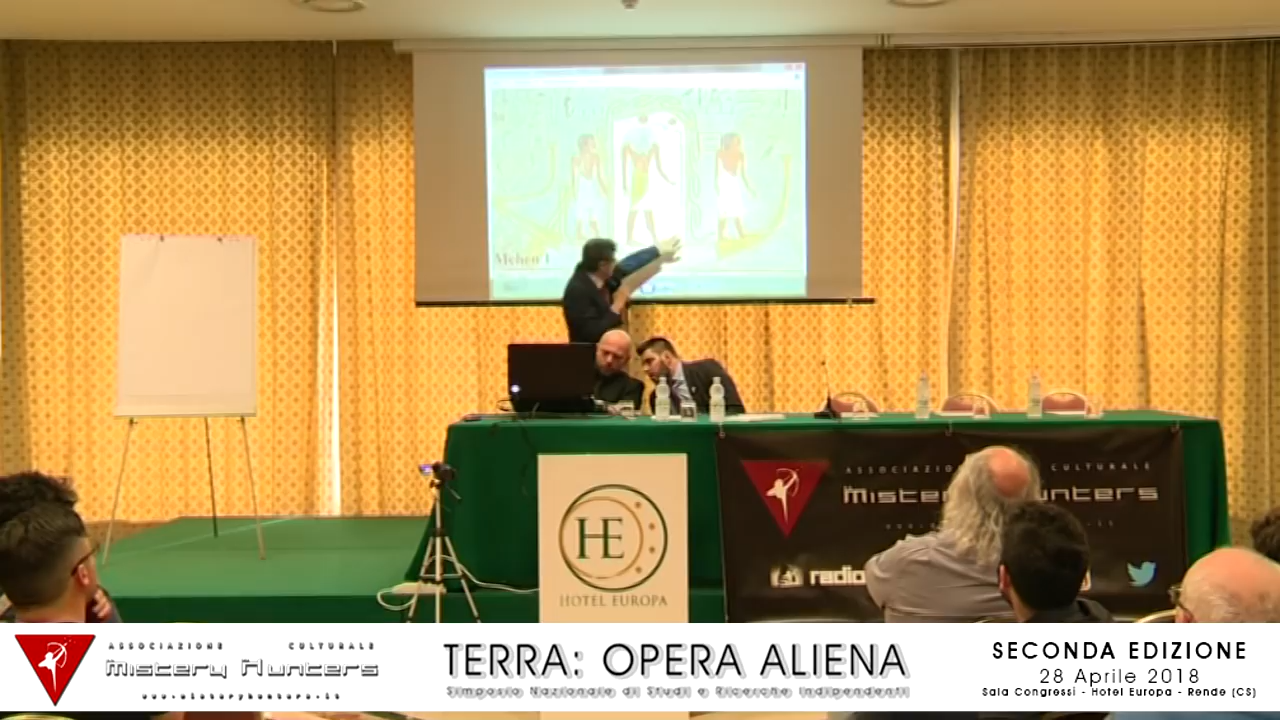 Mehen
HE
HOTEL EUROPA
ASSOCIAZIO CULTURALE
Mistery Hunters
radio
ASSOCIAZIONE CULTURALE
Mistery Hunters
www.misteryhunters.it
TERRA: OPERA ALIENA
Simposio Nazionale di Studi e Ricerche Indipendenti
SECONDA EDIZIONE
28 Aprile 2018
Sala Congressi - Hotel Europa - Rende (CS)